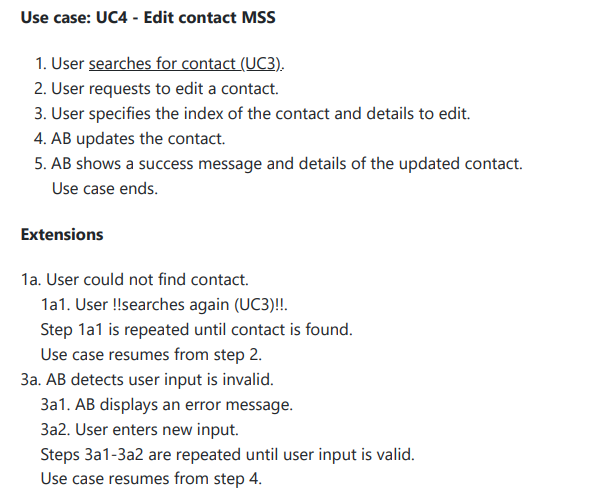 Use case: UC4 - Edit contact MSS
1. User searches for contact (UC3).
2. User requests to edit a contact.
3. User specifies the index of the contact and details to edit.
4. AB updates the contact.
5. AB shows a success message and details of the updated contact.
Use case ends.
Extensions
1a. User could not find contact.
1a1. User !!searches again (UC3)!!.
Step 1a1 is repeated until contact is found.
Use case resumes from step 2.
3a. AB detects user input is invalid.
3a1. AB displays an error message.
3a2. User enters new input.
Steps 3a1-3a2 are repeated until user input is valid.
Use case resumes from step 4.